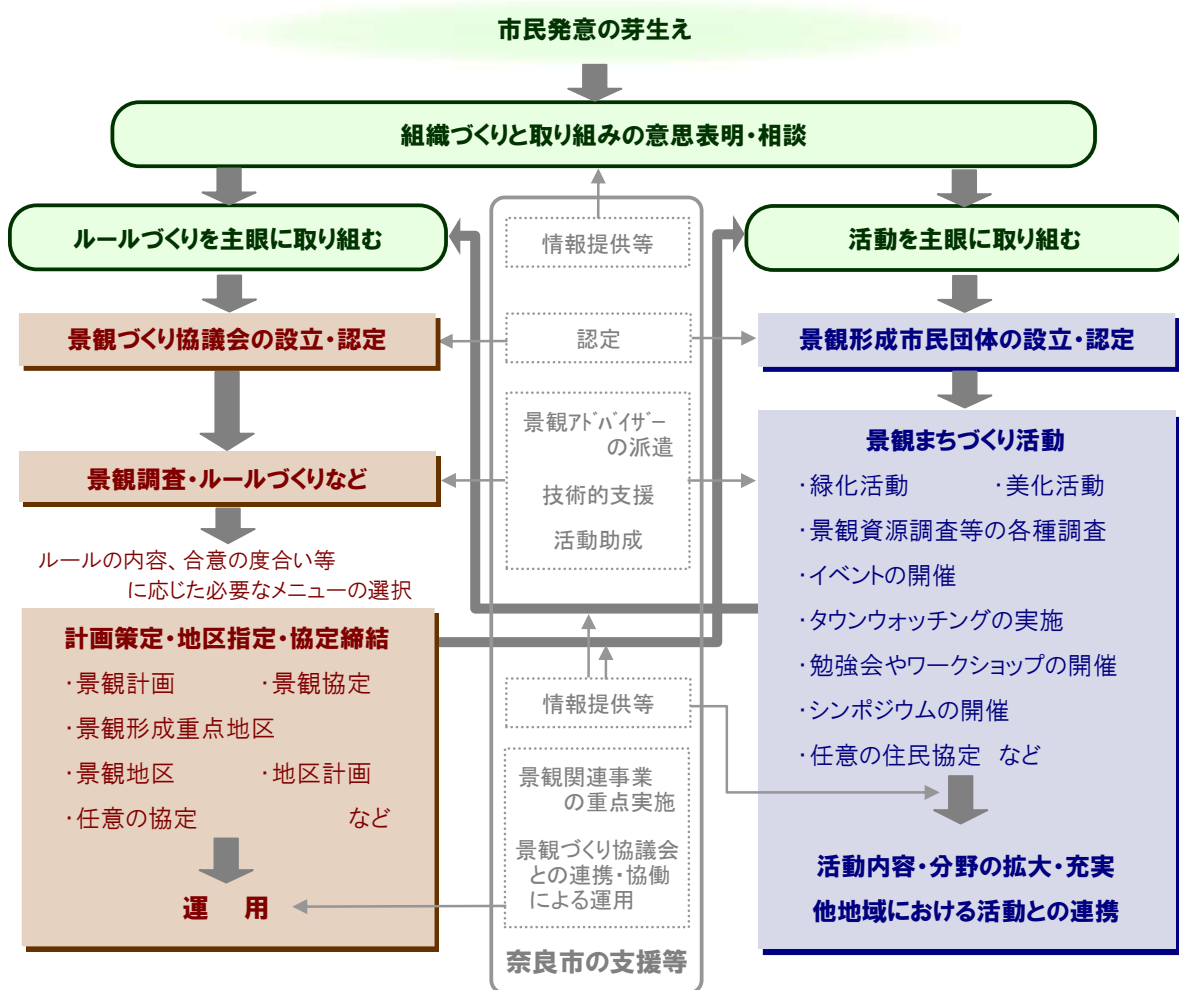 市民発意の芽生え
組織づくりと取り組みの意思表明・相談
ルールづくりを主眼に取り組む
景観づくり協議会の設立・認定
景観調査・ルールづくりなど
ルールの内容、合意の度合い等
に応じた必要なメニューの選択
計画策定・地区指定・協定締結
・景観計画 ・景観協定
・景観形成重点地区
・景観地区 ・地区計画
・任意の協定 など
運 用
情報提供等
認定
景観アドバイザー
の派遣
技術的支援
活動助成
情報提供等
景観関連事業
の重点実施
景観づくり協議会
との連携・協働
による運用
奈良市の支援等
活動を主眼に取り組む
景観形成市民団体の設立・認定
景観まちづくり活動
・緑化活動 ・美化活動
・景観資源調査等の各種調査
・イベントの開催
・タウンウォッチングの実施
・勉強会やワークショップの開催
・シンポジウムの開催
・任意の住民協定 など
活動内容・分野の拡大・充実
他地域における活動との連携